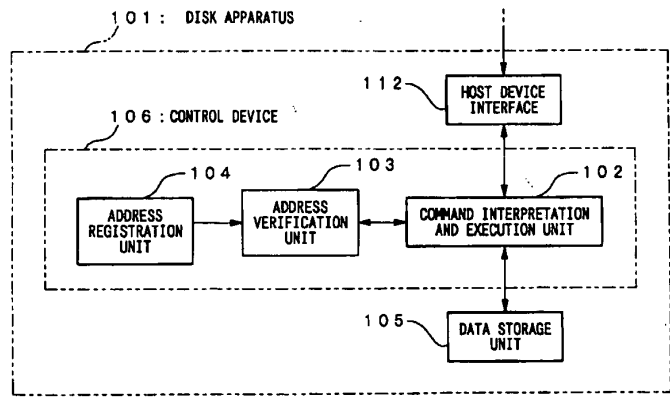 101: DISK APPARATUS
112
HOST DEVICE
INTERFACE
106: CONTROL DEVICE
104
103
102
ADDRESS
REGISTRATION
UNIT
ADDRESS
VERIFICATION
UNIT
COMMAND INTERPRETATION
AND EXECUTION UNIT
105
DATA STORAGE
UNIT